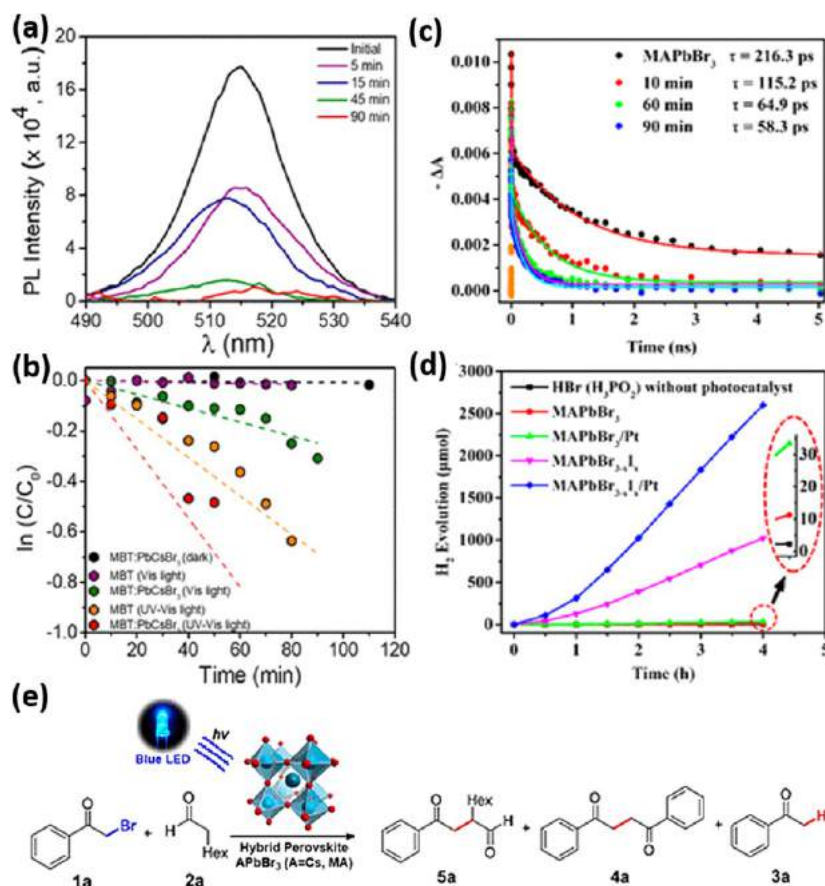 (a)
20
16
12
8
4
0
PL Intensity (x 10⁴, a.u.)
490 500 510 520 530 540
λ (nm)
Initial
5 min
15 min
45 min
90 min
(b)
0.0
-0.2
-0.4
-0.6
-0.8
-1.0
ln (C/C₀)
MBT:PbCsBr₃ (dark)
MBT (Vis light)
MBT:PbCsBr₃ (Vis light)
MBT (UV-Vis light)
MBT:PbCsBr₃ (UV-Vis light)
0 20 40 60 80 100 120
Time (min)
(c)
0.010
0.008
0.006
0.004
0.002
0.000
- ΔA
MAPbBr₃ τ = 216.3 ps
10 min τ = 115.2 ps
60 min τ = 64.9 ps
90 min τ = 58.3 ps
0 1 2 3 4 5
Time (ns)
(d)
3000
2500
2000
1500
1000
500
0
H₂ Evolution (μmol)
HBr (H₃PO₂) without photocatalyst
MAPbBr₃
MAPbBr₃/Pt
MAPbBr₃₋ₓIₓ
MAPbBr₃₋ₓIₓ/Pt
30
20
10
0
0 1 2 3 4 5
Time (h)
(e)
Blue LED
hν
Hybrid Perovskite
APbBr₃ (A=Cs, MA)
O
Br
1a
+
O
H
Hex
2a
O
Hex
H
O
5a
+
O
O
4a
+
O
H
3a